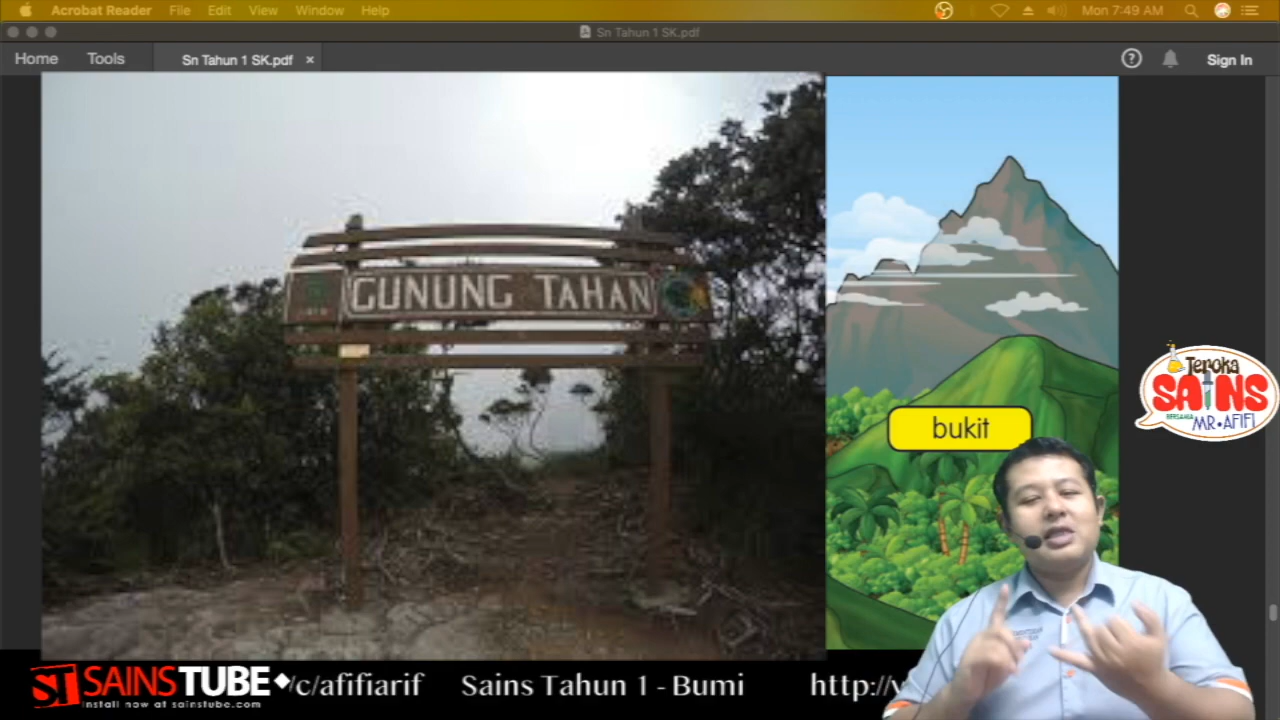 Acrobat Reader File Edit View Window Help Mon 7:49 AM
Sn Tahun 1 SK.pdf
Home Tools Sn Tahun 1 SK.pdf × ? Sign In
GUNUNG TAHAN
bukit
Teroka
SAINS
BERSAMA
MR•AFIFI
ST SAINSTUBE
Install now at sainstube.com
/c/afifiarif Sains Tahun 1 - Bumi http://